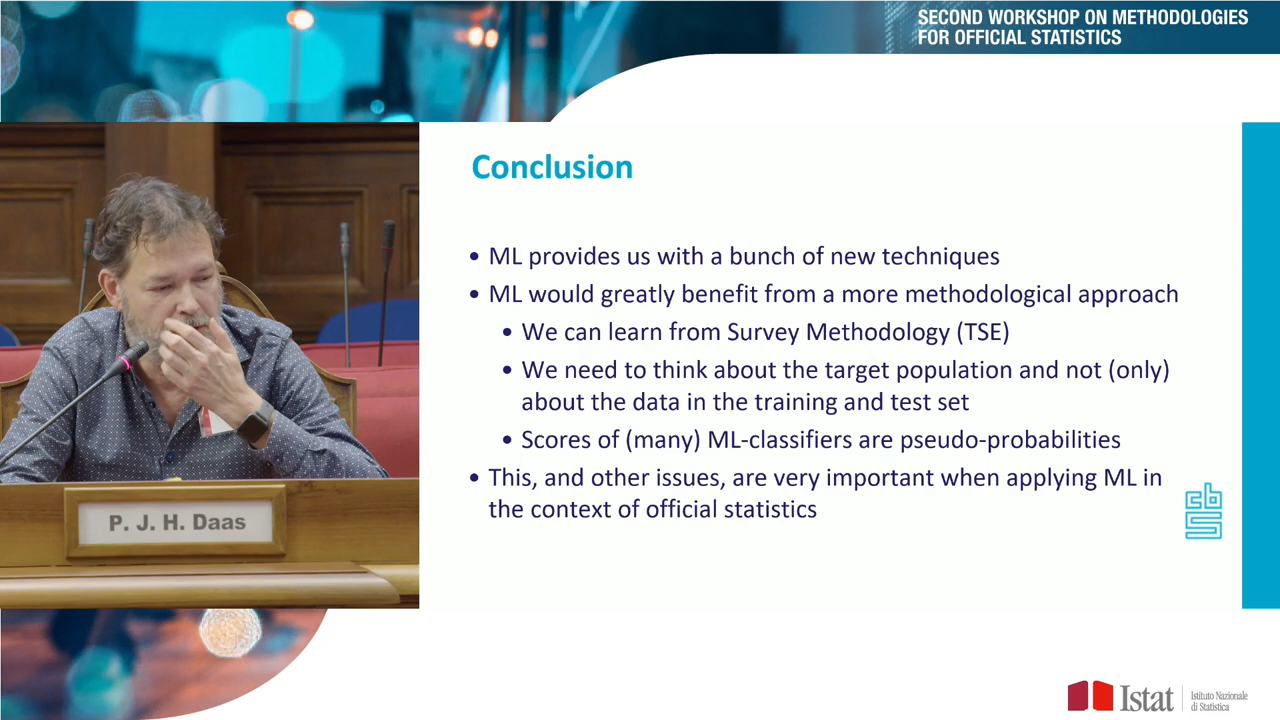 SECOND WORKSHOP ON METHODOLOGIES
FOR OFFICIAL STATISTICS
Conclusion
• ML provides us with a bunch of new techniques
• ML would greatly benefit from a more methodological approach
• We can learn from Survey Methodology (TSE)
• We need to think about the target population and not (only)
about the data in the training and test set
• Scores of (many) ML-classifiers are pseudo-probabilities
• This, and other issues, are very important when applying ML in
the context of official statistics
cbs
P. J. H. Daas
Istat
Istituto Nazionale
di Statistica